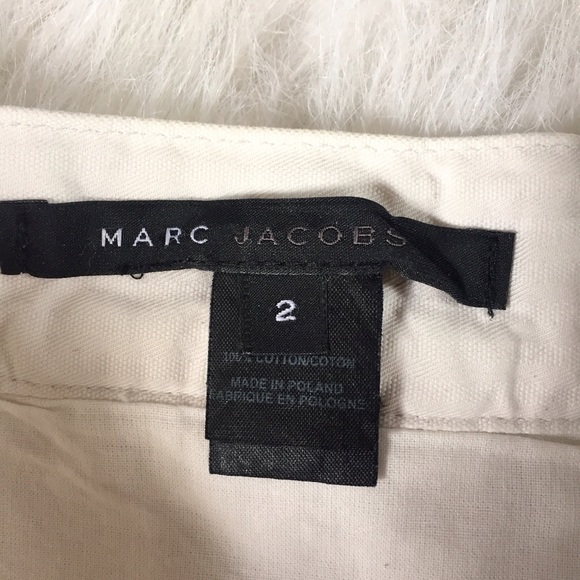 MARC JACOBS
2
100% COTTON/COTON
MADE IN POLAND
FABRIQUE EN POLOGNE